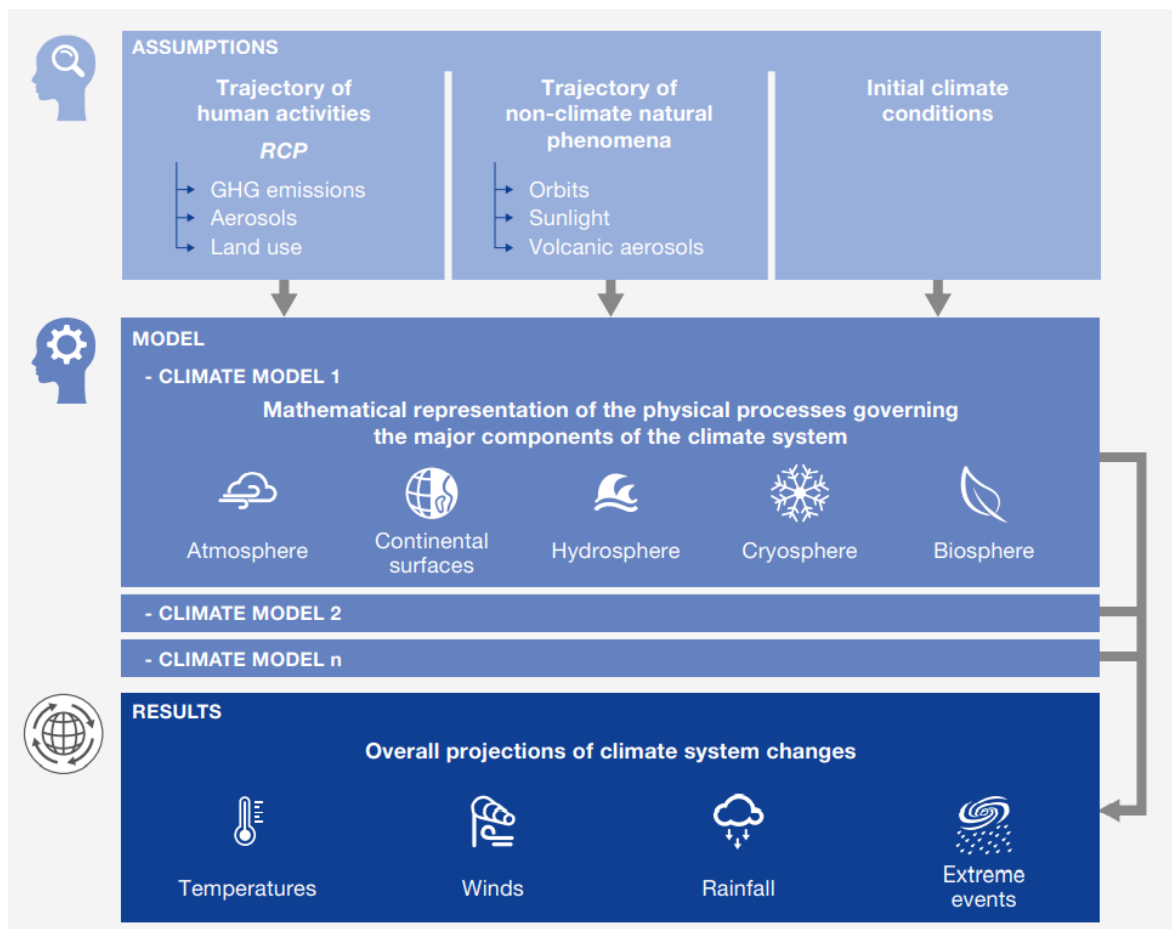 ASSUMPTIONS
Trajectory of
human activities
RCP
GHG emissions
Aerosols
Land use
Trajectory of
non-climate natural
phenomena
Orbits
Sunlight
Volcanic aerosols
Initial climate
conditions
MODEL
- CLIMATE MODEL 1
Mathematical representation of the physical processes governing
the major components of the climate system
Atmosphere
Continental
surfaces
Hydrosphere
Cryosphere
Biosphere
- CLIMATE MODEL 2
- CLIMATE MODEL n
RESULTS
Overall projections of climate system changes
Temperatures
Winds
Rainfall
Extreme
events